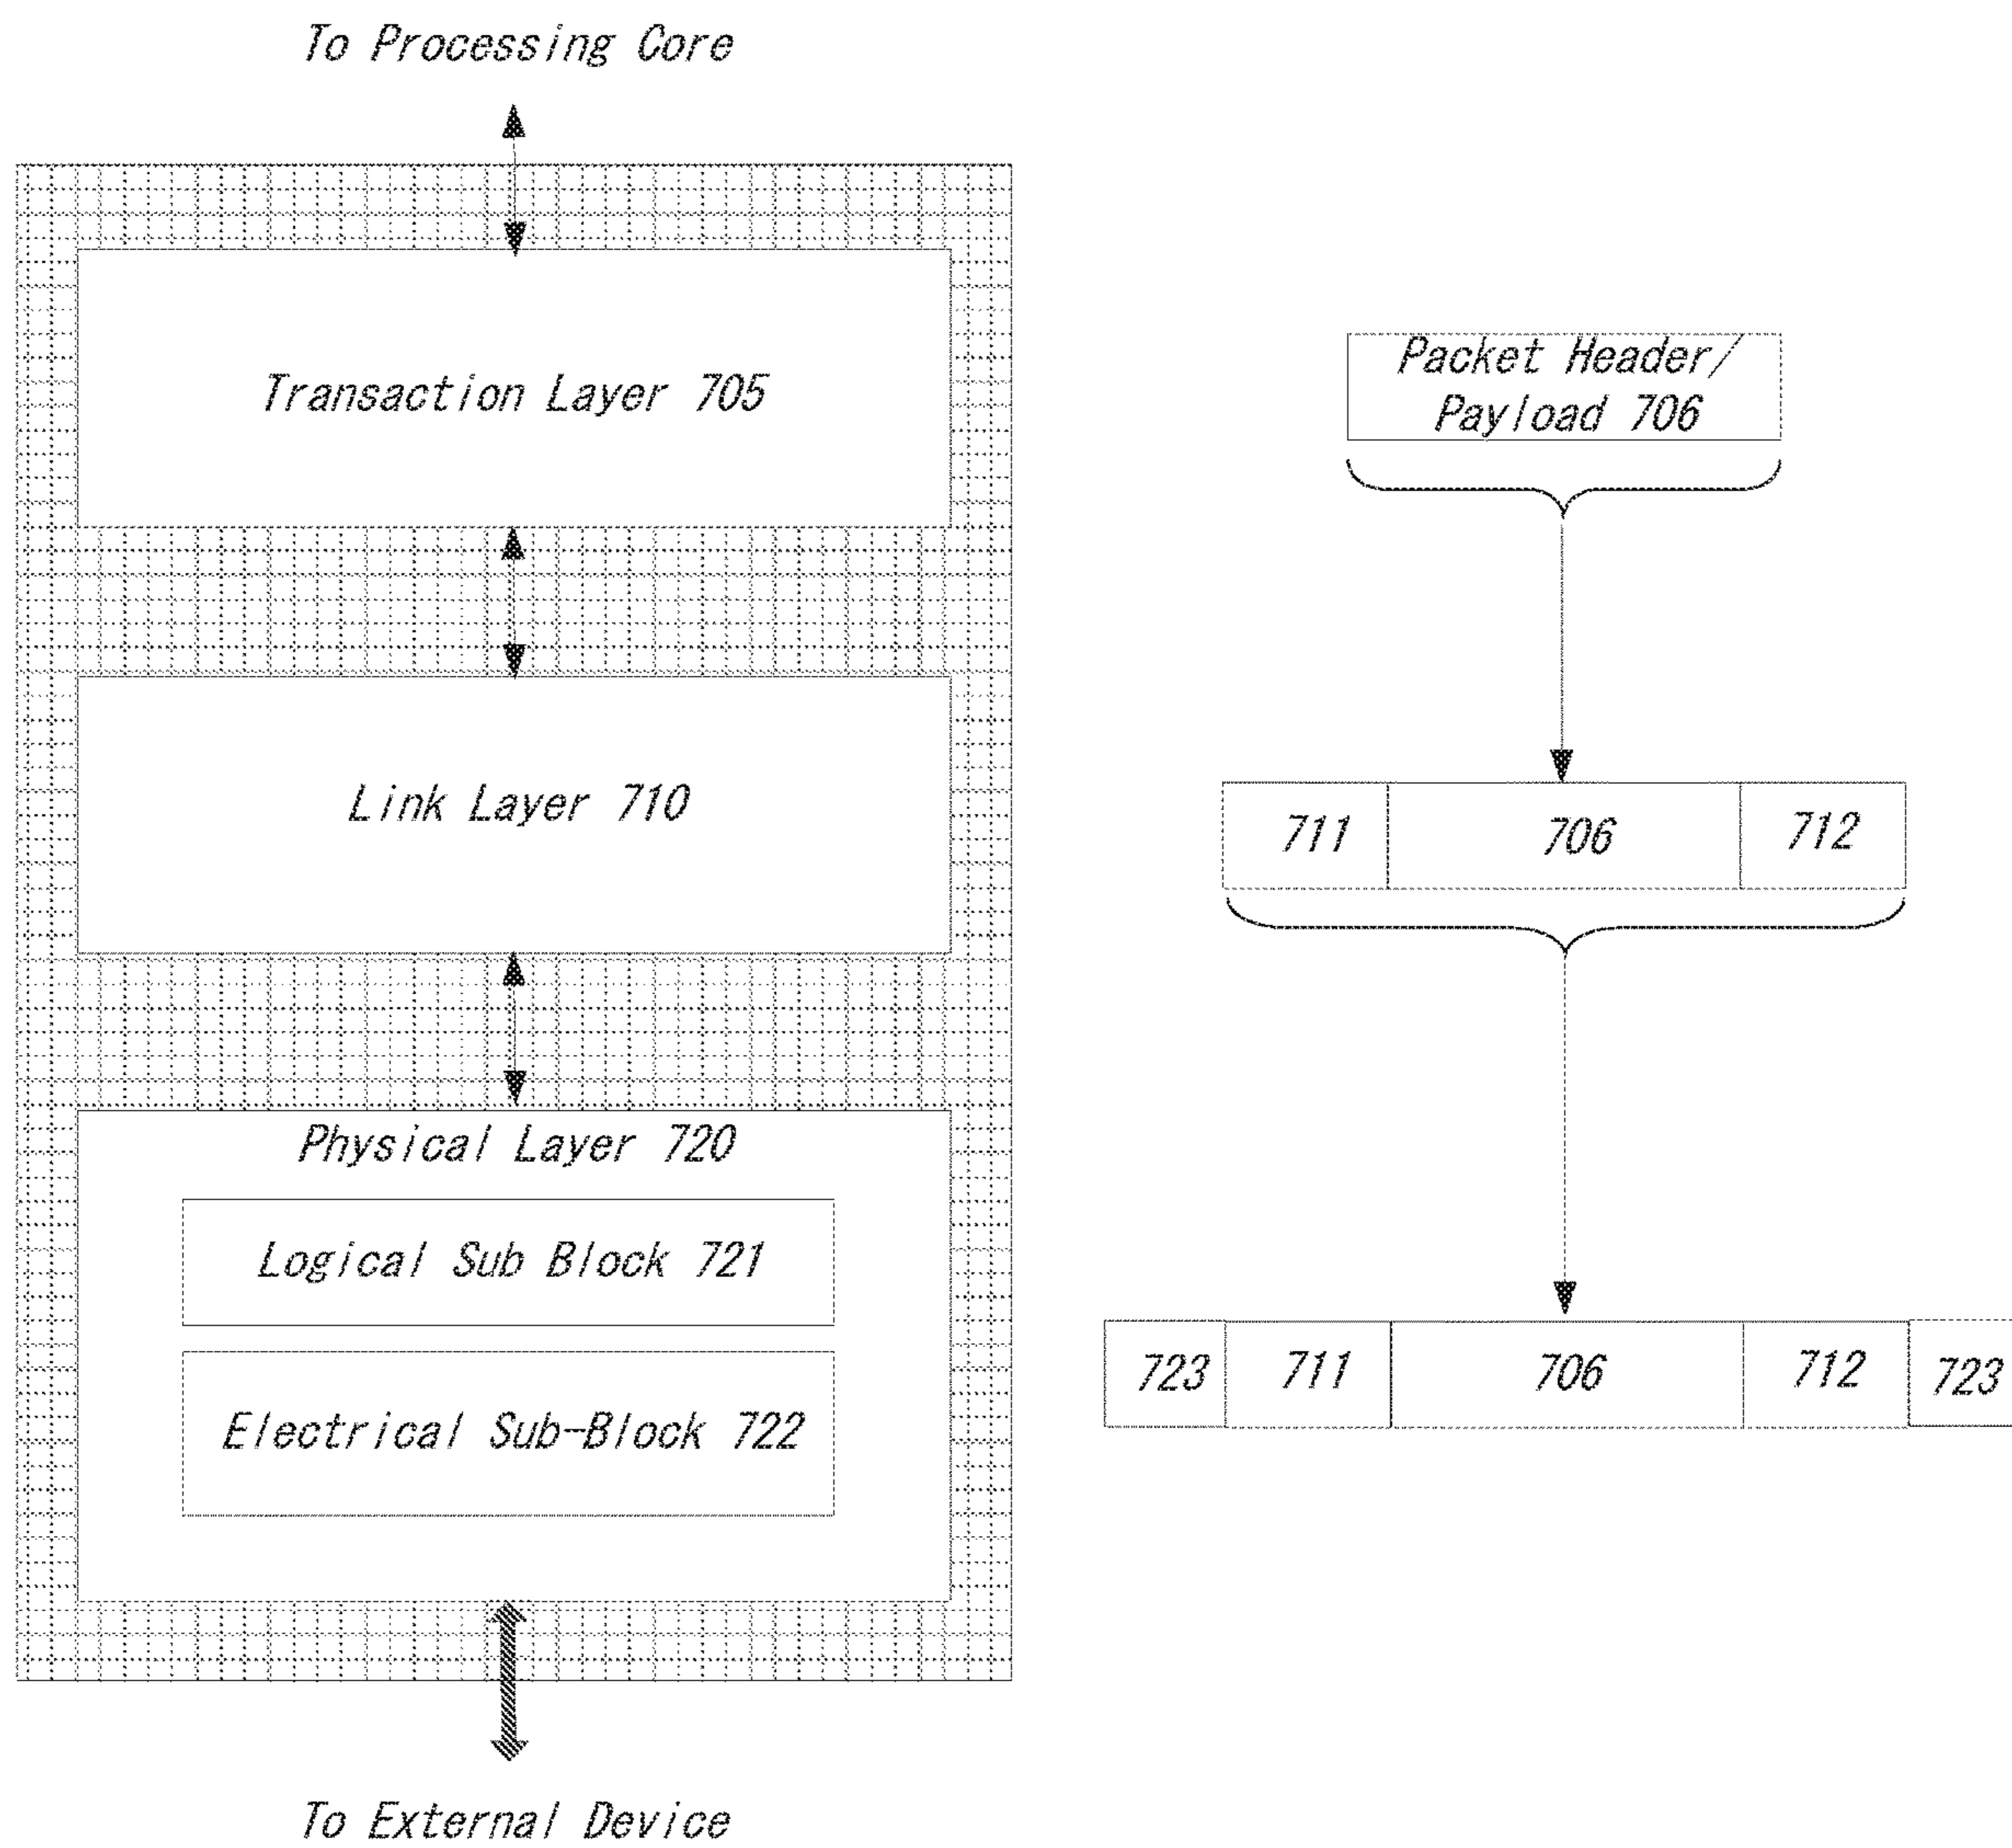 To Processing Core
Transaction Layer 705
Packet Header/
Payload 706
Link Layer 710
711 706 712
Physical Layer 720
Logical Sub Block 721
Electrical Sub-Block 722
723 711 706 712 723
To External Device